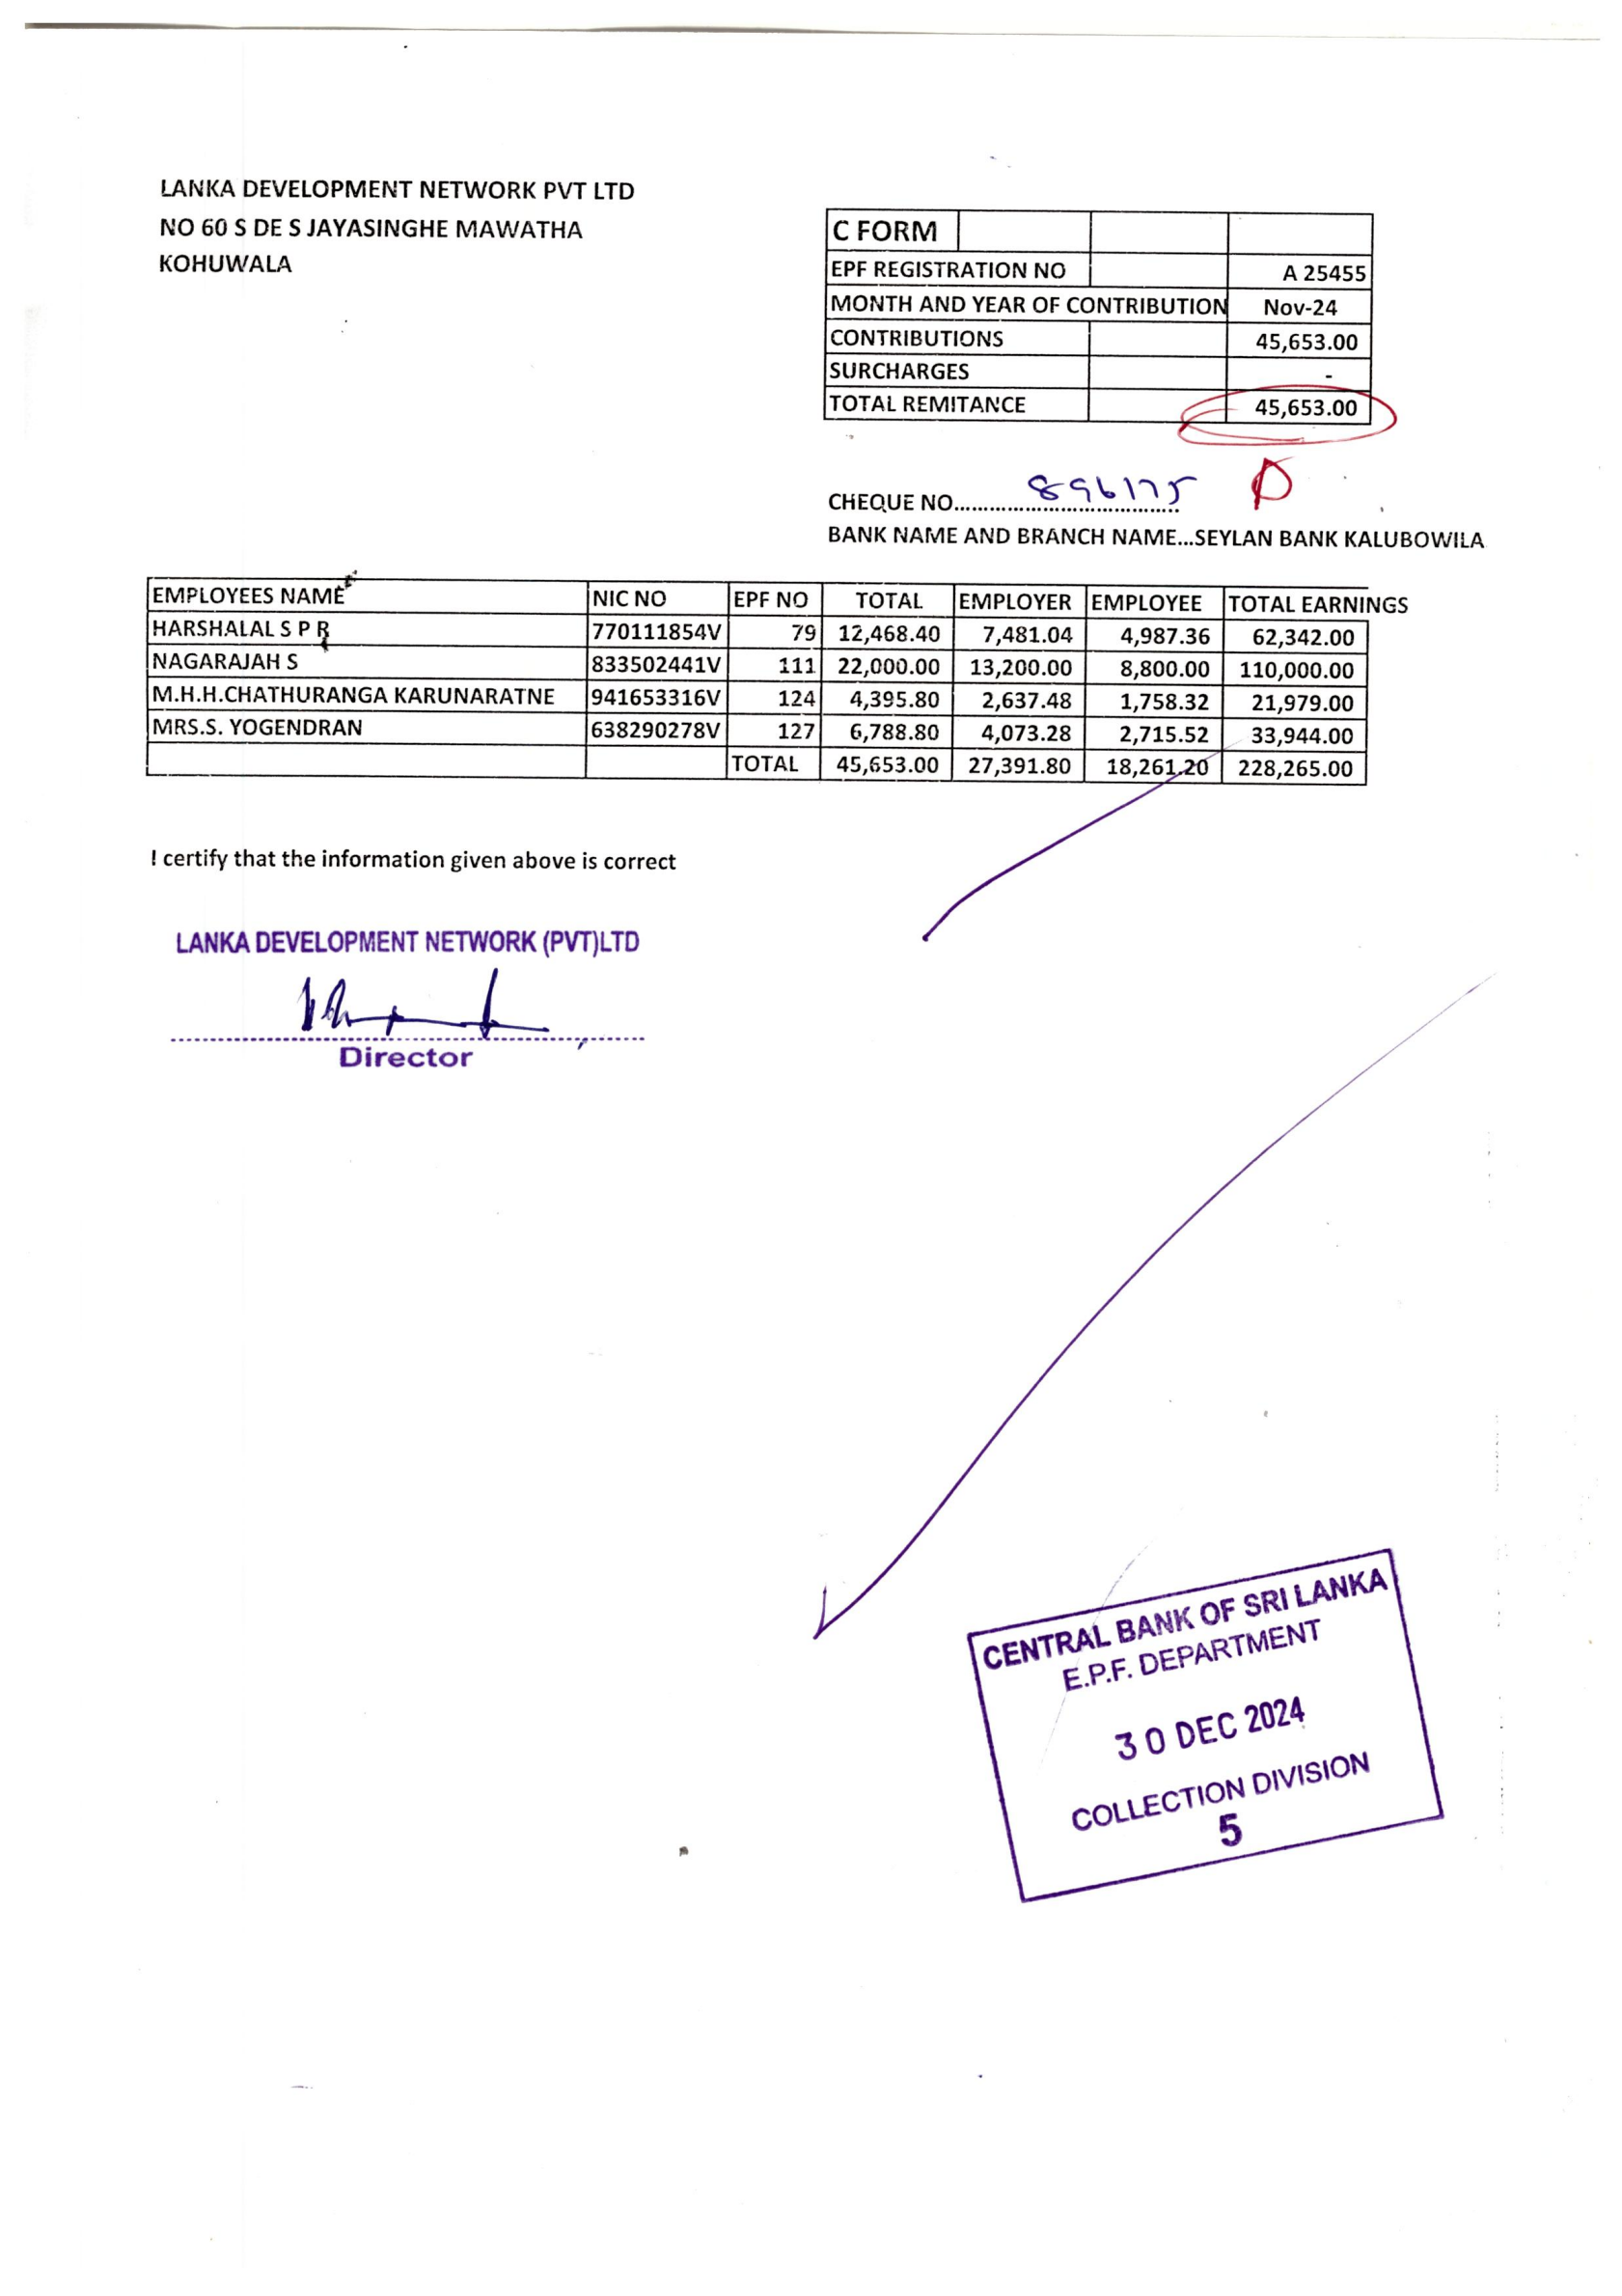 LANKA DEVELOPMENT NETWORK PVT LTD
NO 60 S DE S JAYASINGHE MAWATHA
KOHUWALA
C FORM
EPF REGISTRATION NO A 25455
MONTH AND YEAR OF CONTRIBUTION Nov-24
CONTRIBUTIONS 45,653.00
SURCHARGES -
TOTAL REMITANCE 45,653.00
CHEQUE NO........................................ 896175
BANK NAME AND BRANCH NAME...SEYLAN BANK KALUBOWILA
EMPLOYEES NAME NIC NO EPF NO TOTAL EMPLOYER EMPLOYEE TOTAL EARNINGS
HARSHALAL S P R 770111854V 79 12,468.40 7,481.04 4,987.36 62,342.00
NAGARAJAH S 833502441V 111 22,000.00 13,200.00 8,800.00 110,000.00
M.H.H.CHATHURANGA KARUNARATNE 941653316V 124 4,395.80 2,637.48 1,758.32 21,979.00
MRS.S. YOGENDRAN 638290278V 127 6,788.80 4,073.28 2,715.52 33,944.00
TOTAL 45,653.00 27,391.80 18,261.20 228,265.00
I certify that the information given above is correct
LANKA DEVELOPMENT NETWORK (PVT)LTD
Director
CENTRAL BANK OF SRI LANKA
E.P.F. DEPARTMENT
30 DEC 2024
COLLECTION DIVISION
5